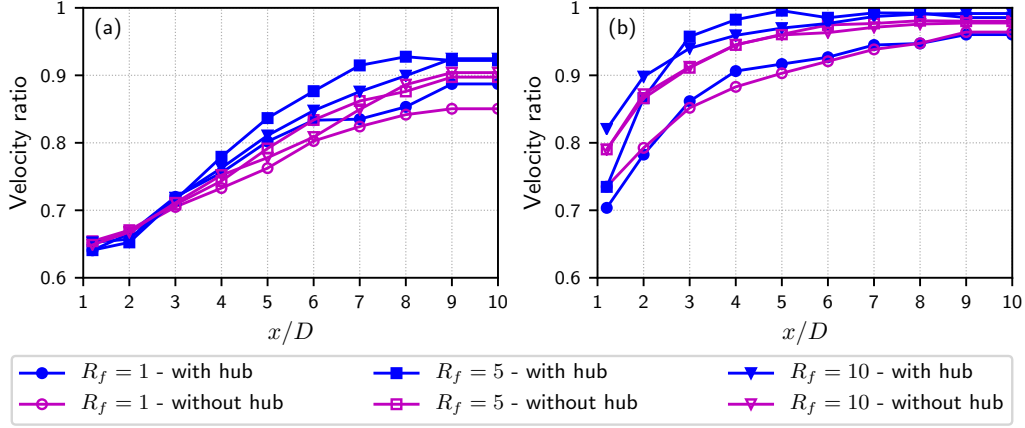 (a)
Velocity ratio
1
0.9
0.8
0.7
0.6
1 2 3 4 5 6 7 8 9 10
x/D
(b)
Velocity ratio
1
0.9
0.8
0.7
0.6
1 2 3 4 5 6 7 8 9 10
x/D
R_f = 1 - with hub R_f = 5 - with hub R_f = 10 - with hub
R_f = 1 - without hub R_f = 5 - without hub R_f = 10 - without hub